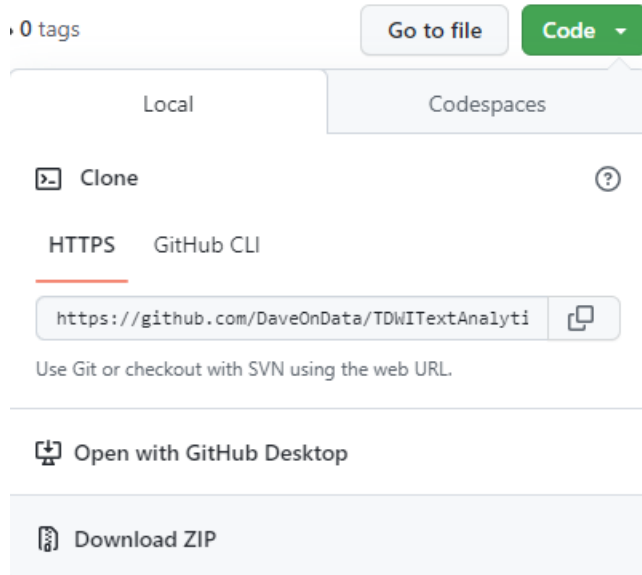 0 tags
Go to file
Code
Local
Codespaces
Clone
HTTPS
GitHub CLI
https://github.com/DaveOnData/TDWITextAnalyti
Use Git or checkout with SVN using the web URL.
Open with GitHub Desktop
Download ZIP